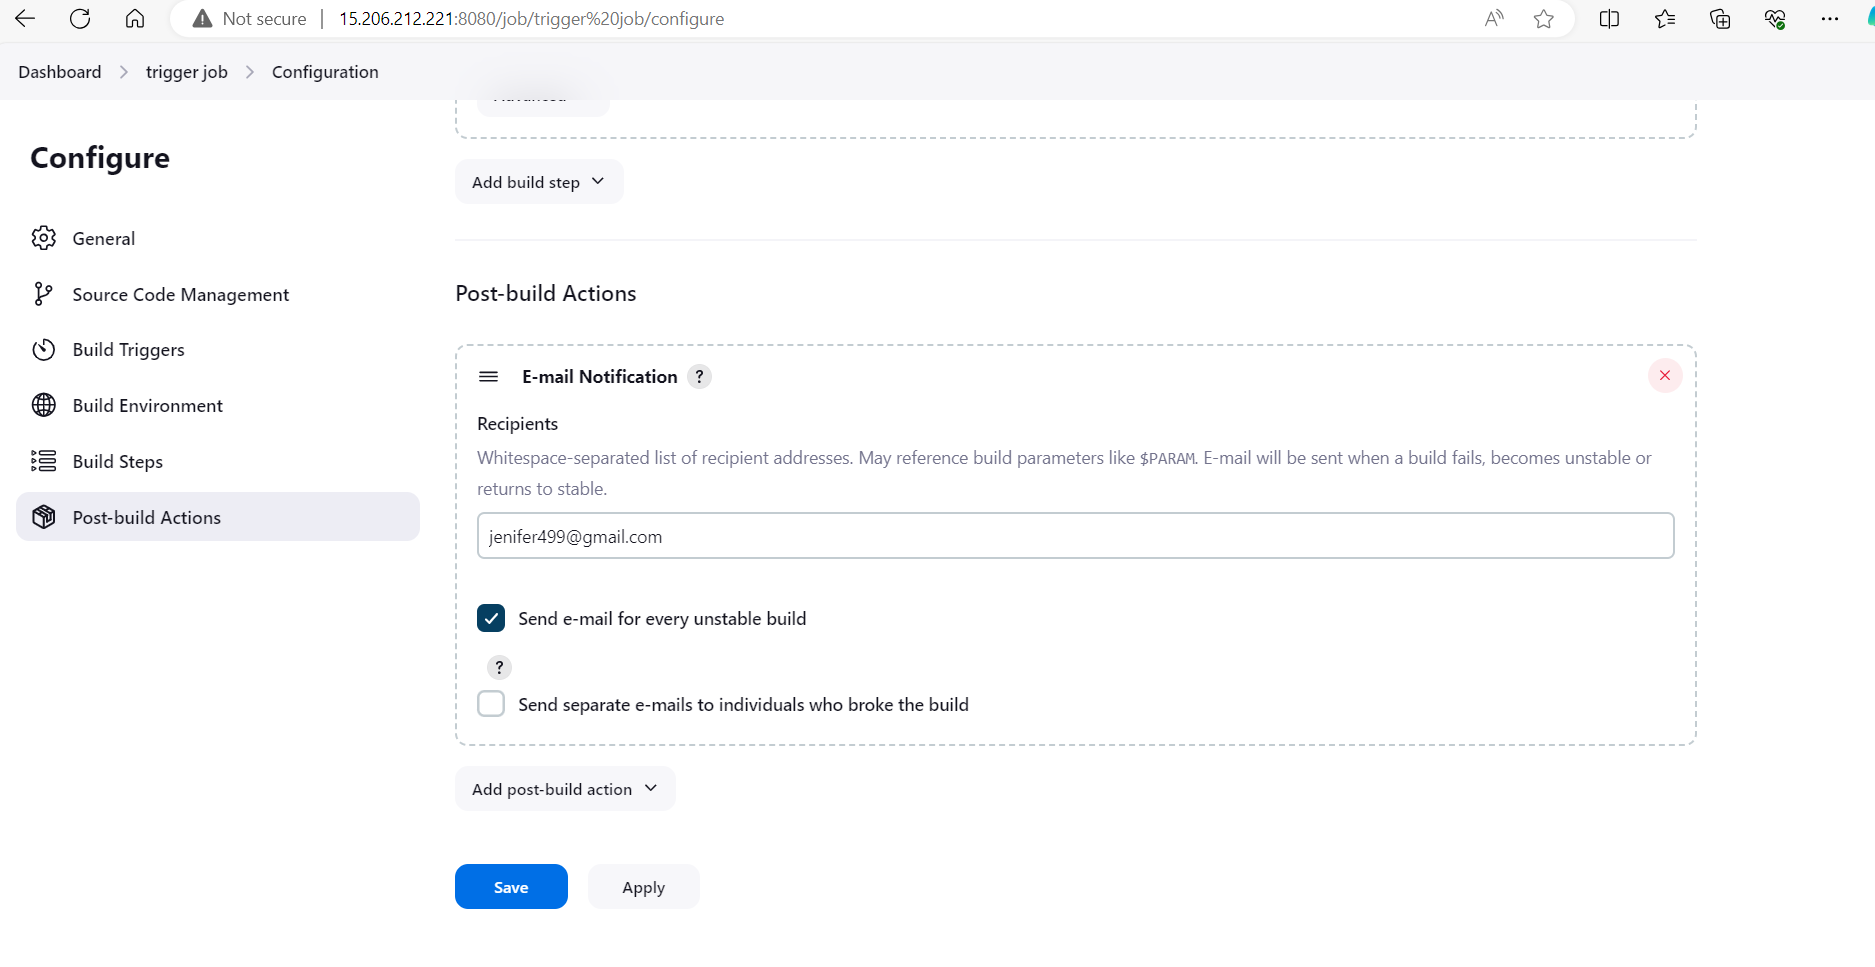 Not secure | 15.206.212.221:8080/job/trigger%20job/configure
Dashboard > trigger job > Configuration
Advanced
Configure
General
Source Code Management
Build Triggers
Build Environment
Build Steps
Post-build Actions
Add build step
Post-build Actions
E-mail Notification ?
Recipients
Whitespace-separated list of recipient addresses. May reference build parameters like $PARAM. E-mail will be sent when a build fails, becomes unstable or
returns to stable.
jenifer499@gmail.com
Send e-mail for every unstable build
?
Send separate e-mails to individuals who broke the build
Add post-build action
Save
Apply